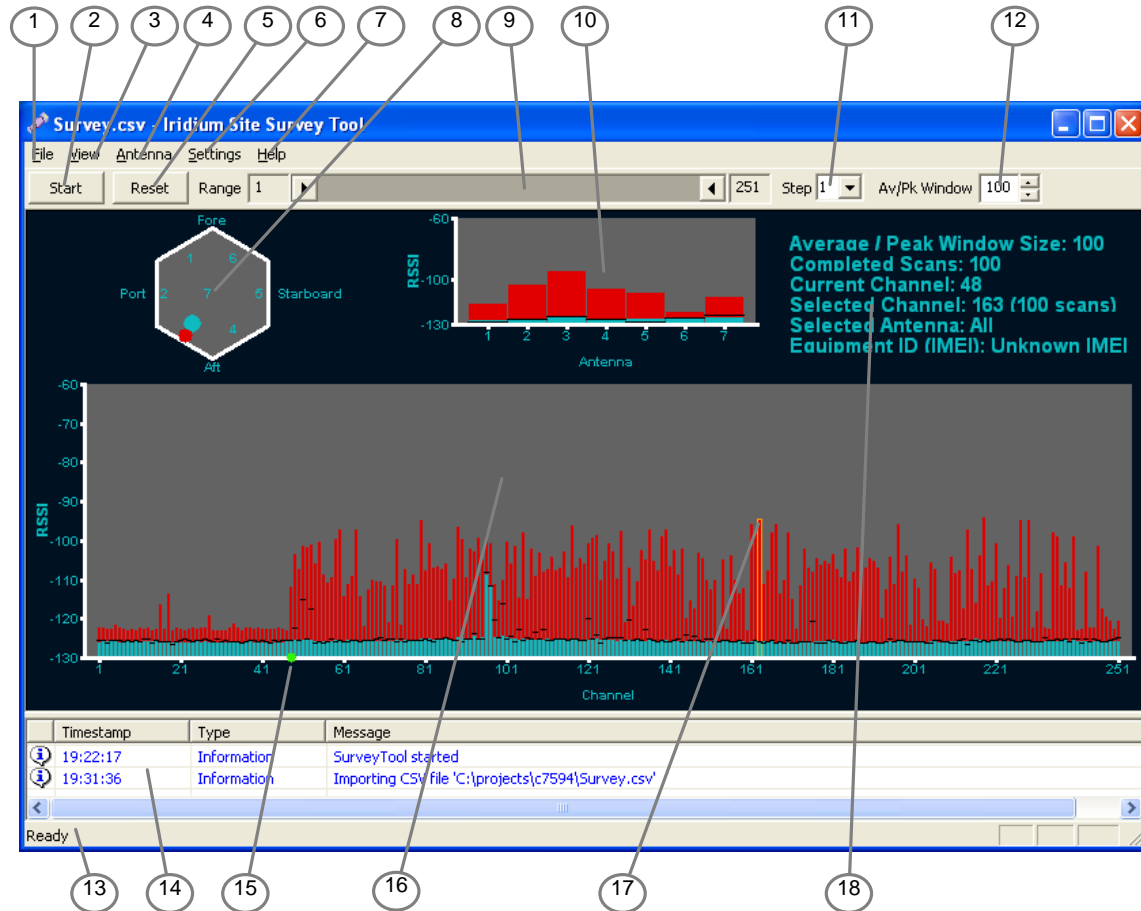 1 2 3 4 5 6 7 8 9 10 11 12
Survey.csv - Iridium Site Survey Tool
File View Antenna Settings Help
Start Reset Range 1 251 Step 1 Av/Pk Window 100
Fore
1 6
Port 2 7 5 Starboard
4
Aft
-60
-100
-130
RSSI
1 2 3 4 5 6 7
Antenna
Average / Peak Window Size: 100
Completed Scans: 100
Current Channel: 48
Selected Channel: 163 (100 scans)
Selected Antenna: All
Equipment ID (IMEI): Unknown IMEI
-60
-70
-80
-90
-100
-110
-120
-130
RSSI
1 21 41 61 81 101 121 141 161 181 201 221 251
Channel
Timestamp Type Message
19:22:17 Information SurveyTool started
19:31:36 Information Importing CSV file 'C:\projects\c7594\Survey.csv'
Ready
13 14 15 16 17 18